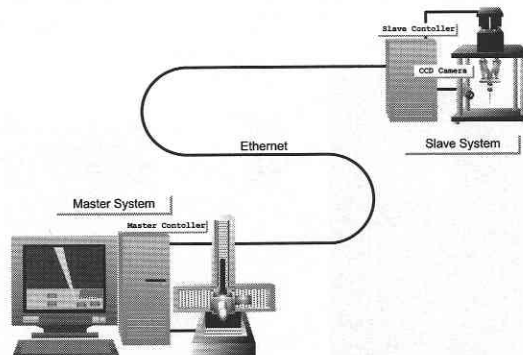 Slave Contoller
CCD Camera
Slave System
Ethernet
Master System
Master Contoller